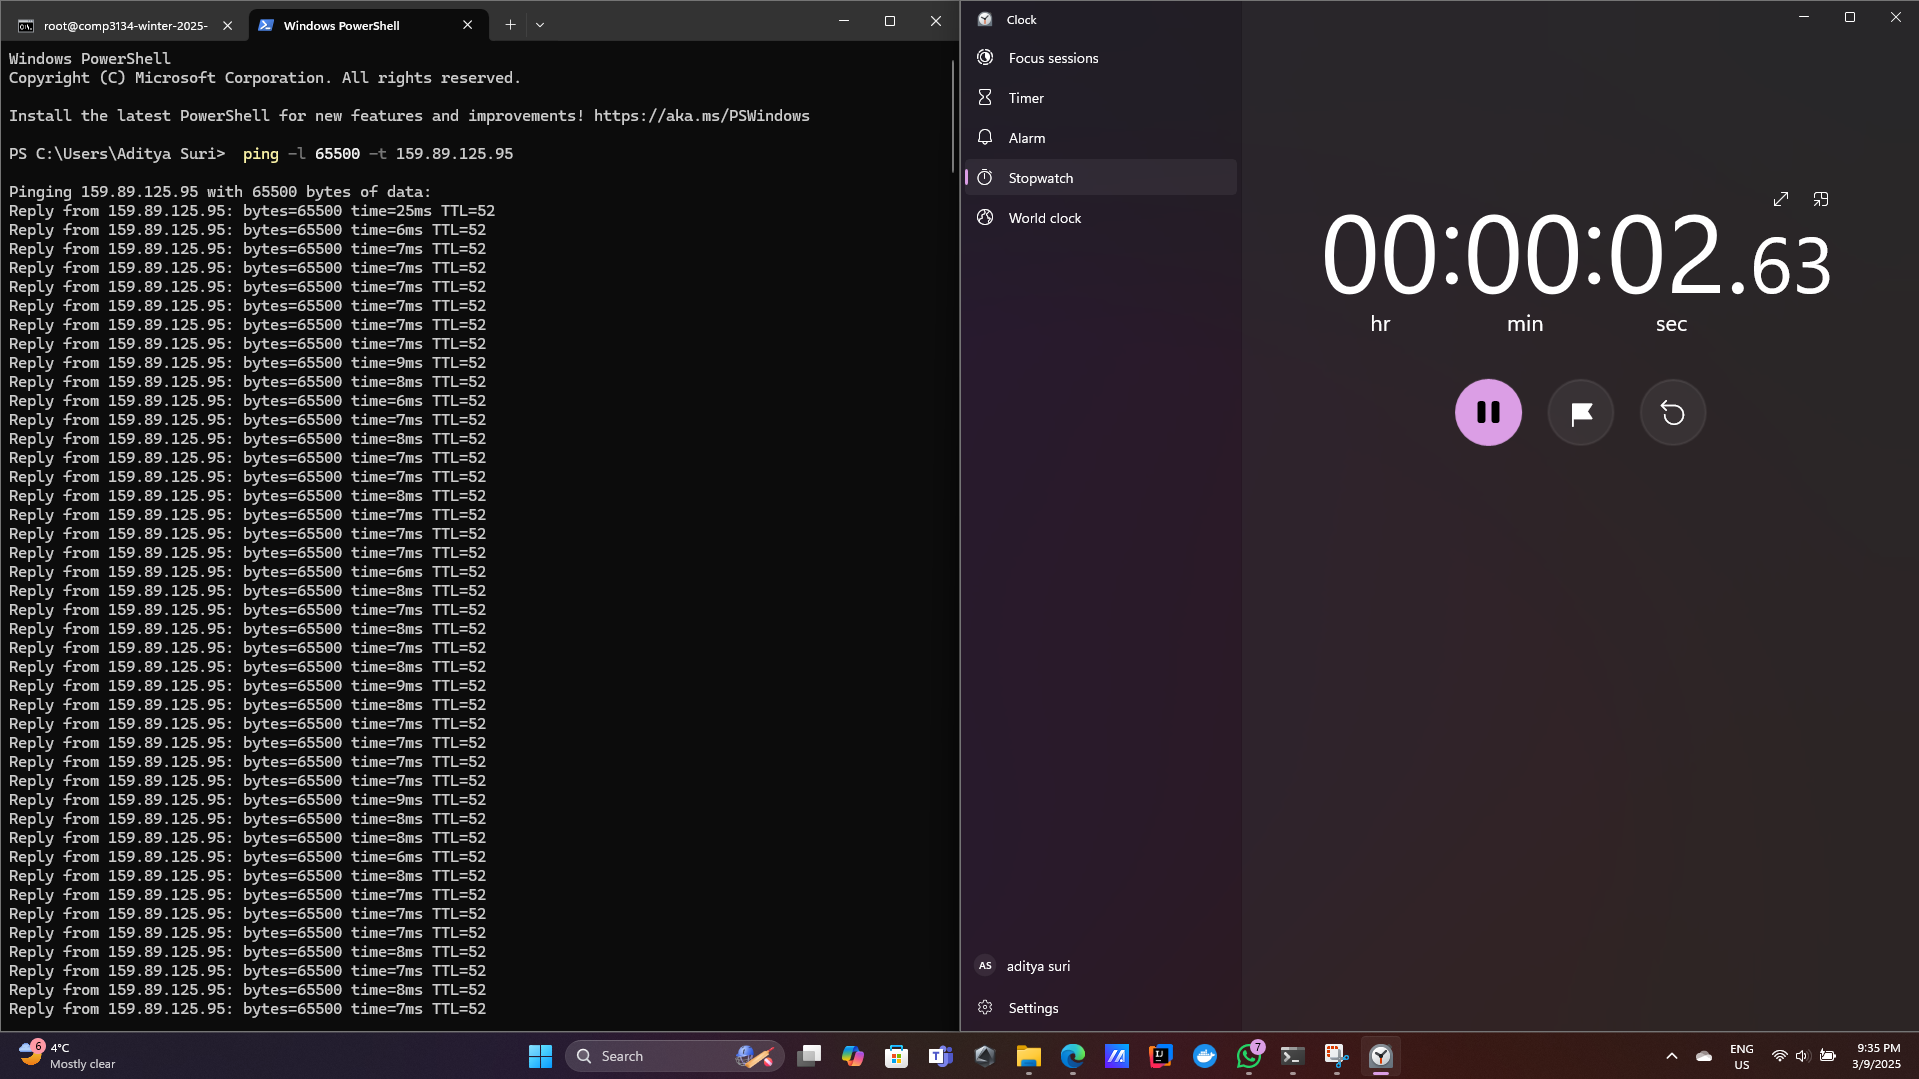 root@comp3134-winter-2025-
Windows PowerShell
Windows PowerShell
Copyright (C) Microsoft Corporation. All rights reserved.
Install the latest PowerShell for new features and improvements! https://aka.ms/PSWindows
PS C:\Users\Aditya Suri>  ping -l 65500 -t 159.89.125.95
Pinging 159.89.125.95 with 65500 bytes of data:
Reply from 159.89.125.95: bytes=65500 time=25ms TTL=52
Reply from 159.89.125.95: bytes=65500 time=6ms TTL=52
Reply from 159.89.125.95: bytes=65500 time=7ms TTL=52
Reply from 159.89.125.95: bytes=65500 time=7ms TTL=52
Reply from 159.89.125.95: bytes=65500 time=7ms TTL=52
Reply from 159.89.125.95: bytes=65500 time=7ms TTL=52
Reply from 159.89.125.95: bytes=65500 time=7ms TTL=52
Reply from 159.89.125.95: bytes=65500 time=7ms TTL=52
Reply from 159.89.125.95: bytes=65500 time=9ms TTL=52
Reply from 159.89.125.95: bytes=65500 time=8ms TTL=52
Reply from 159.89.125.95: bytes=65500 time=6ms TTL=52
Reply from 159.89.125.95: bytes=65500 time=7ms TTL=52
Reply from 159.89.125.95: bytes=65500 time=8ms TTL=52
Reply from 159.89.125.95: bytes=65500 time=7ms TTL=52
Reply from 159.89.125.95: bytes=65500 time=7ms TTL=52
Reply from 159.89.125.95: bytes=65500 time=8ms TTL=52
Reply from 159.89.125.95: bytes=65500 time=7ms TTL=52
Reply from 159.89.125.95: bytes=65500 time=7ms TTL=52
Reply from 159.89.125.95: bytes=65500 time=7ms TTL=52
Reply from 159.89.125.95: bytes=65500 time=6ms TTL=52
Reply from 159.89.125.95: bytes=65500 time=8ms TTL=52
Reply from 159.89.125.95: bytes=65500 time=7ms TTL=52
Reply from 159.89.125.95: bytes=65500 time=8ms TTL=52
Reply from 159.89.125.95: bytes=65500 time=7ms TTL=52
Reply from 159.89.125.95: bytes=65500 time=8ms TTL=52
Reply from 159.89.125.95: bytes=65500 time=9ms TTL=52
Reply from 159.89.125.95: bytes=65500 time=8ms TTL=52
Reply from 159.89.125.95: bytes=65500 time=7ms TTL=52
Reply from 159.89.125.95: bytes=65500 time=7ms TTL=52
Reply from 159.89.125.95: bytes=65500 time=7ms TTL=52
Reply from 159.89.125.95: bytes=65500 time=7ms TTL=52
Reply from 159.89.125.95: bytes=65500 time=9ms TTL=52
Reply from 159.89.125.95: bytes=65500 time=8ms TTL=52
Reply from 159.89.125.95: bytes=65500 time=8ms TTL=52
Reply from 159.89.125.95: bytes=65500 time=6ms TTL=52
Reply from 159.89.125.95: bytes=65500 time=8ms TTL=52
Reply from 159.89.125.95: bytes=65500 time=7ms TTL=52
Reply from 159.89.125.95: bytes=65500 time=7ms TTL=52
Reply from 159.89.125.95: bytes=65500 time=7ms TTL=52
Reply from 159.89.125.95: bytes=65500 time=8ms TTL=52
Reply from 159.89.125.95: bytes=65500 time=7ms TTL=52
Reply from 159.89.125.95: bytes=65500 time=8ms TTL=52
Reply from 159.89.125.95: bytes=65500 time=7ms TTL=52
Clock
Focus sessions
Timer
Alarm
Stopwatch
World clock
00:00:02.63
hr min sec
AS aditya suri
Settings
6
4°C
Mostly clear
Search
7
ENG
US
9:35 PM
3/9/2025